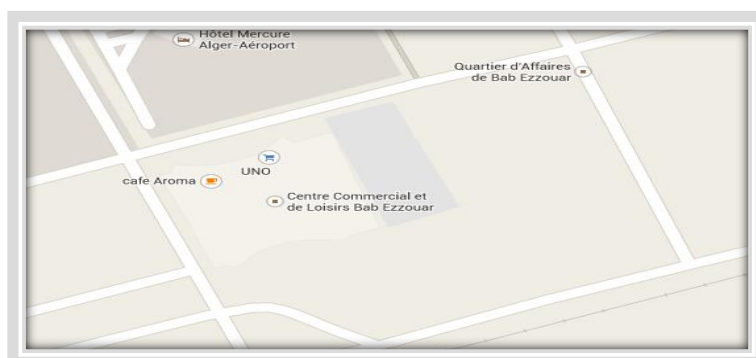 Hôtel Mercure
Alger-Aéroport
Quartier d'Affaires
de Bab Ezzouar
UNO
cafe Aroma
Centre Commercial et
de Loisirs Bab Ezzouar